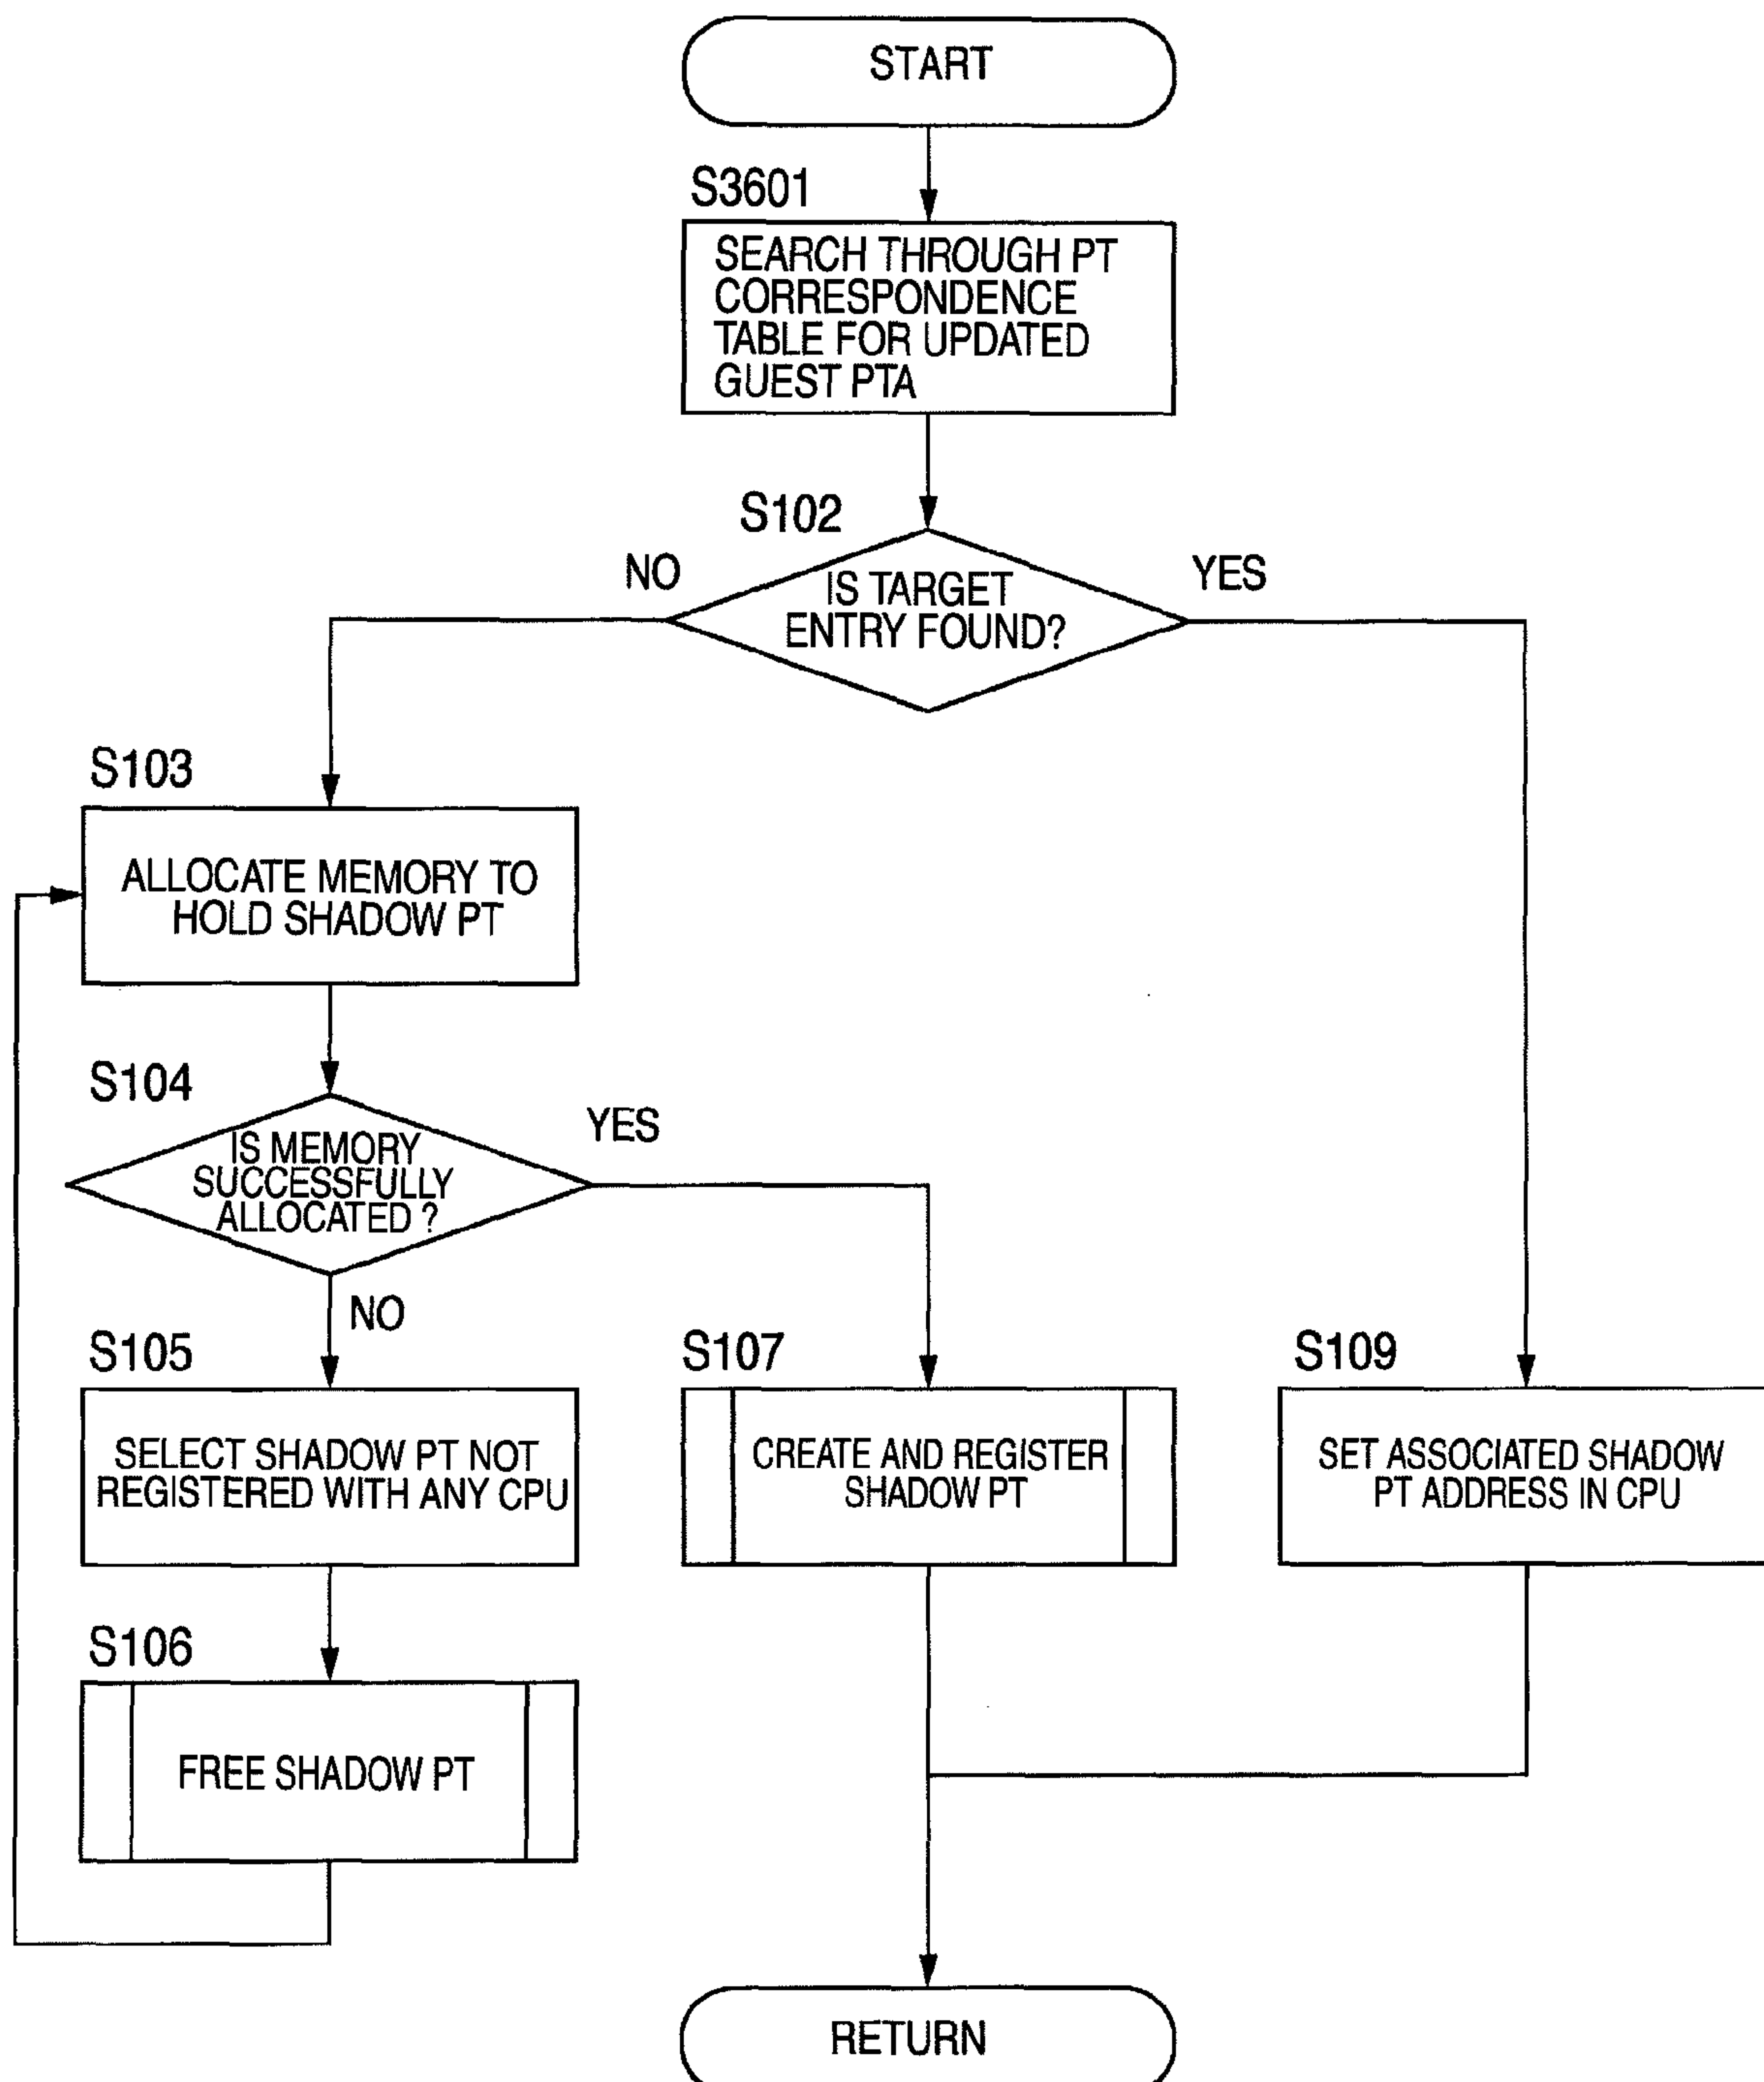 START
S3601
SEARCH THROUGH PT
CORRESPONDENCE
TABLE FOR UPDATED
GUEST PTA
S102
NO
YES
IS TARGET
ENTRY FOUND?
S103
ALLOCATE MEMORY TO
HOLD SHADOW PT
S104
YES
IS MEMORY
SUCCESSFULLY
ALLOCATED ?
NO
S105
SELECT SHADOW PT NOT
REGISTERED WITH ANY CPU
S107
CREATE AND REGISTER
SHADOW PT
S109
SET ASSOCIATED SHADOW
PT ADDRESS IN CPU
S106
FREE SHADOW PT
RETURN